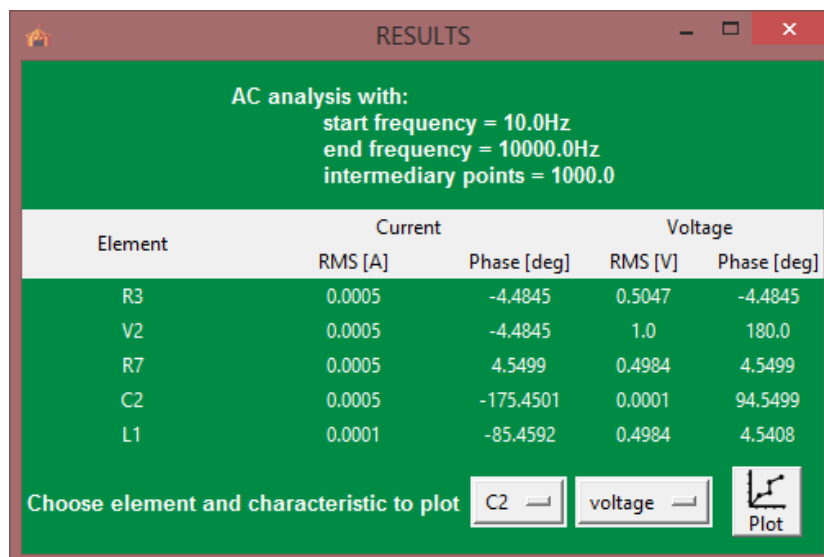 RESULTS
AC analysis with:
start frequency = 10.0Hz
end frequency = 10000.0Hz
intermediary points = 1000.0
Element Current Voltage
RMS [A] Phase [deg] RMS [V] Phase [deg]
R3 0.0005 -4.4845 0.5047 -4.4845
V2 0.0005 -4.4845 1.0 180.0
R7 0.0005 4.5499 0.4984 4.5499
C2 0.0005 -175.4501 0.0001 94.5499
L1 0.0001 -85.4592 0.4984 4.5408
Choose element and characteristic to plot C2 voltage Plot